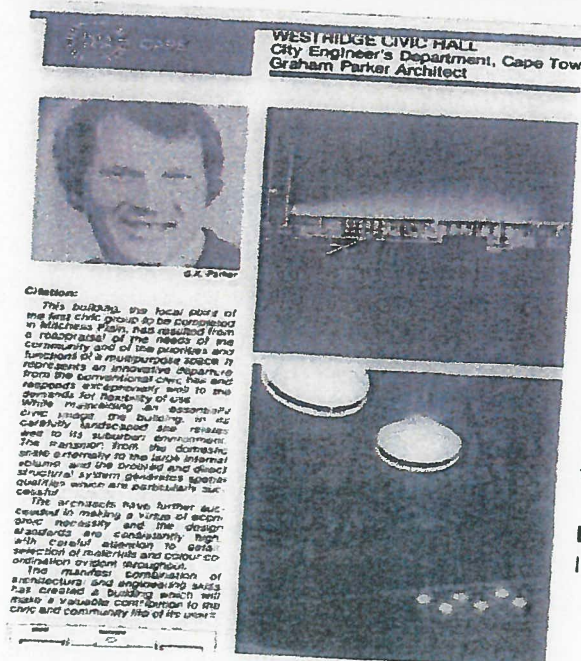 CAPE
WESTRIDGE CIVIC HALL
City Engineer's Department, Cape Tow
Graham Parker Architect
G.K. Parker
Citation:
This building, the focal point of
the first civic group to be completed
in Mitchells Plain, has resulted from
a reappraisal of the needs of the
community and of the priorities and
functions of a multipurpose space. It
represents an innovative departure
from the conventional civic hall and
responds exceptionally well to the
demands for flexibility of use.
While maintaining an essentially
civic image the building, in its
carefully landscaped site relates
well to its suburban environment.
The transition from the domestic
scale externally to the large internal
volume and the and direct
structural system generates spatial
qualities which are particularly suc-
cessful.
The architects have further suc-
ceeded in making a virtue of econ-
omic necessity and the design
standards are consistently high
with careful attention to detail,
selection of materials and colour co-
ordination evident throughout.
The manifest combination of
architectural and engineering skills
has created a building which will
make a valuable contribution to the
civic and community life of its users.